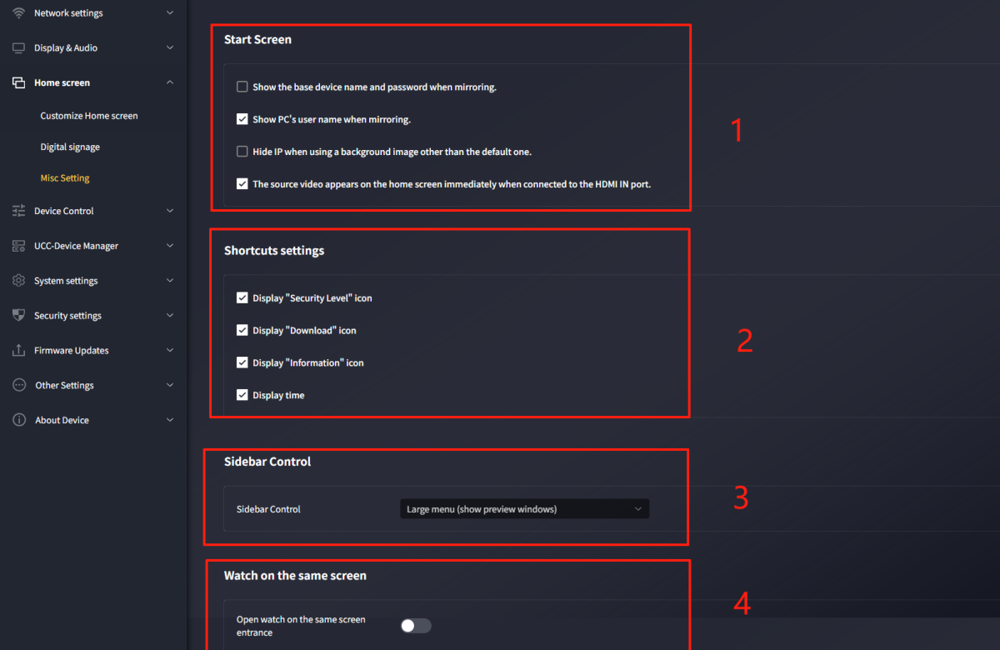 Network settings
Display & Audio
Home screen
Customize Home screen
Digital signage
Misc Setting
Device Control
UCC-Device Manager
System settings
Security settings
Firmware Updates
Other Settings
About Device
Start Screen
Show the base device name and password when mirroring.
Show PC's user name when mirroring.
Hide IP when using a background image other than the default one.
The source video appears on the home screen immediately when connected to the HDMI IN port.
1
Shortcuts settings
Display "Security Level" icon
Display "Download" icon
Display "Information" icon
Display time
2
Sidebar Control
Sidebar Control
Large menu (show preview windows)
3
Watch on the same screen
Open watch on the same screen
entrance
4